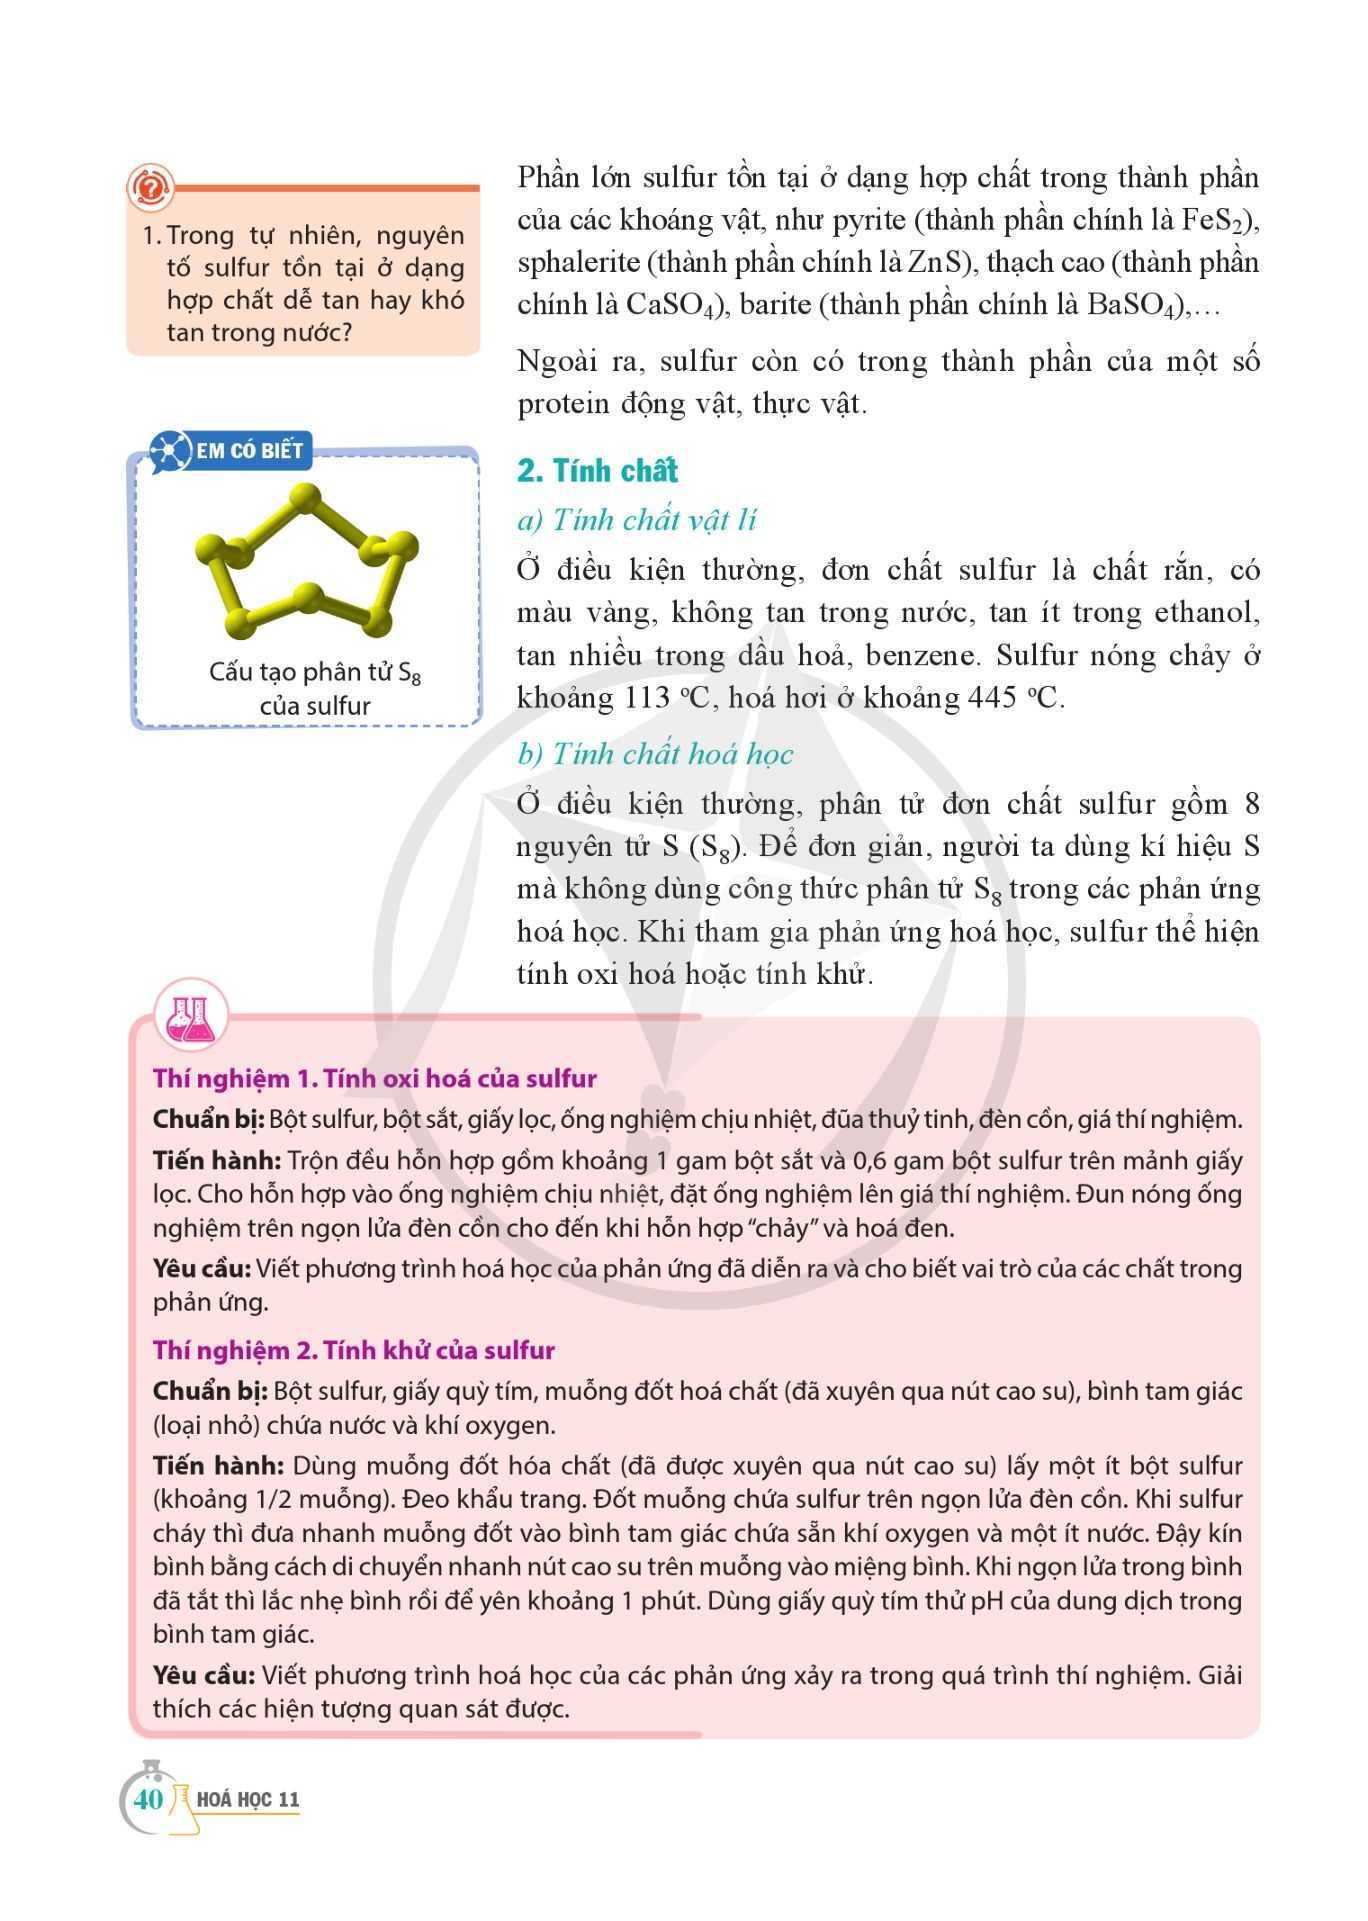 1. Trong tự nhiên, nguyên
tố sulfur tồn tại ở dạng
hợp chất dễ tan hay khó
tan trong nước?
Phần lớn sulfur tồn tại ở dạng hợp chất trong thành phần
của các khoáng vật, như pyrite (thành phần chính là FeS₂),
sphalerite (thành phần chính là ZnS), thạch cao (thành phần
chính là CaSO₄), barite (thành phần chính là BaSO₄),…
Ngoài ra, sulfur còn có trong thành phần của một số
protein động vật, thực vật.
EM CÓ BIẾT
Cấu tạo phân tử S₈
của sulfur
2. Tính chất
a) Tính chất vật lí
Ở điều kiện thường, đơn chất sulfur là chất rắn, có
màu vàng, không tan trong nước, tan ít trong ethanol,
tan nhiều trong dầu hoả, benzene. Sulfur nóng chảy ở
khoảng 113 °C, hoá hơi ở khoảng 445 °C.
b) Tính chất hoá học
Ở điều kiện thường, phân tử đơn chất sulfur gồm 8
nguyên tử S (S₈). Để đơn giản, người ta dùng kí hiệu S
mà không dùng công thức phân tử S₈ trong các phản ứng
hoá học. Khi tham gia phản ứng hoá học, sulfur thể hiện
tính oxi hoá hoặc tính khử.
Thí nghiệm 1. Tính oxi hoá của sulfur
Chuẩn bị: Bột sulfur, bột sắt, giấy lọc, ống nghiệm chịu nhiệt, đũa thuỷ tinh, đèn cồn, giá thí nghiệm.
Tiến hành: Trộn đều hỗn hợp gồm khoảng 1 gam bột sắt và 0,6 gam bột sulfur trên mảnh giấy
lọc. Cho hỗn hợp vào ống nghiệm chịu nhiệt, đặt ống nghiệm lên giá thí nghiệm. Đun nóng ống
nghiệm trên ngọn lửa đèn cồn cho đến khi hỗn hợp “chảy” và hoá đen.
Yêu cầu: Viết phương trình hoá học của phản ứng đã diễn ra và cho biết vai trò của các chất trong
phản ứng.
Thí nghiệm 2. Tính khử của sulfur
Chuẩn bị: Bột sulfur, giấy quỳ tím, muỗng đốt hoá chất (đã xuyên qua nút cao su), bình tam giác
(loại nhỏ) chứa nước và khí oxygen.
Tiến hành: Dùng muỗng đốt hóa chất (đã được xuyên qua nút cao su) lấy một ít bột sulfur
(khoảng 1/2 muỗng). Đeo khẩu trang. Đốt muỗng chứa sulfur trên ngọn lửa đèn cồn. Khi sulfur
cháy thì đưa nhanh muỗng đốt vào bình tam giác chứa sẵn khí oxygen và một ít nước. Đậy kín
bình bằng cách di chuyển nhanh nút cao su trên muỗng vào miệng bình. Khi ngọn lửa trong bình
đã tắt thì lắc nhẹ bình rồi để yên khoảng 1 phút. Dùng giấy quỳ tím thử pH của dung dịch trong
bình tam giác.
Yêu cầu: Viết phương trình hoá học của các phản ứng xảy ra trong quá trình thí nghiệm. Giải
thích các hiện tượng quan sát được.
40 HOÁ HỌC 11